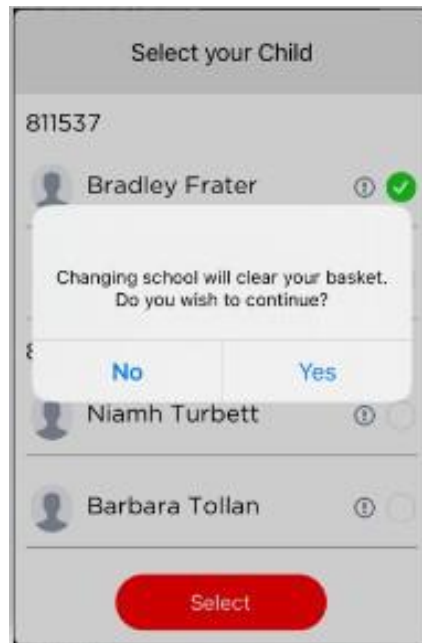 Select your Child
811537
Bradley Frater
Changing school will clear your basket.
Do you wish to continue?
No
Yes
Niamh Turbett
Barbara Tollan
Select